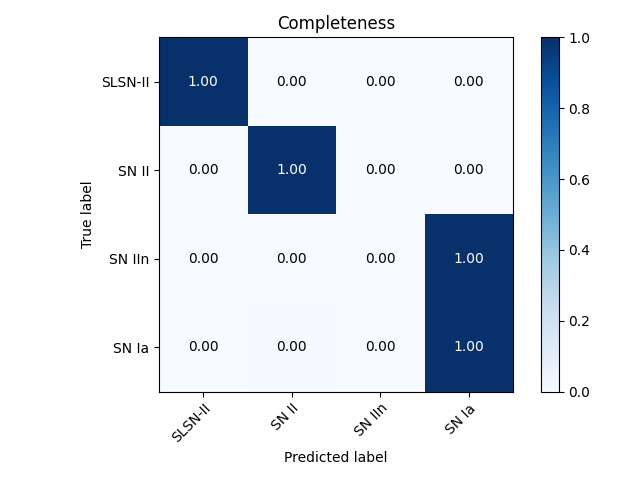 Completeness
SLSN-II 1.00 0.00 0.00 0.00
SN II 0.00 1.00 0.00 0.00
SN IIn 0.00 0.00 0.00 1.00
SN Ia 0.00 0.00 0.00 1.00
SLSN-II SN II SN IIn SN Ia
Predicted label
True label
1.0
0.8
0.6
0.4
0.2
0.0